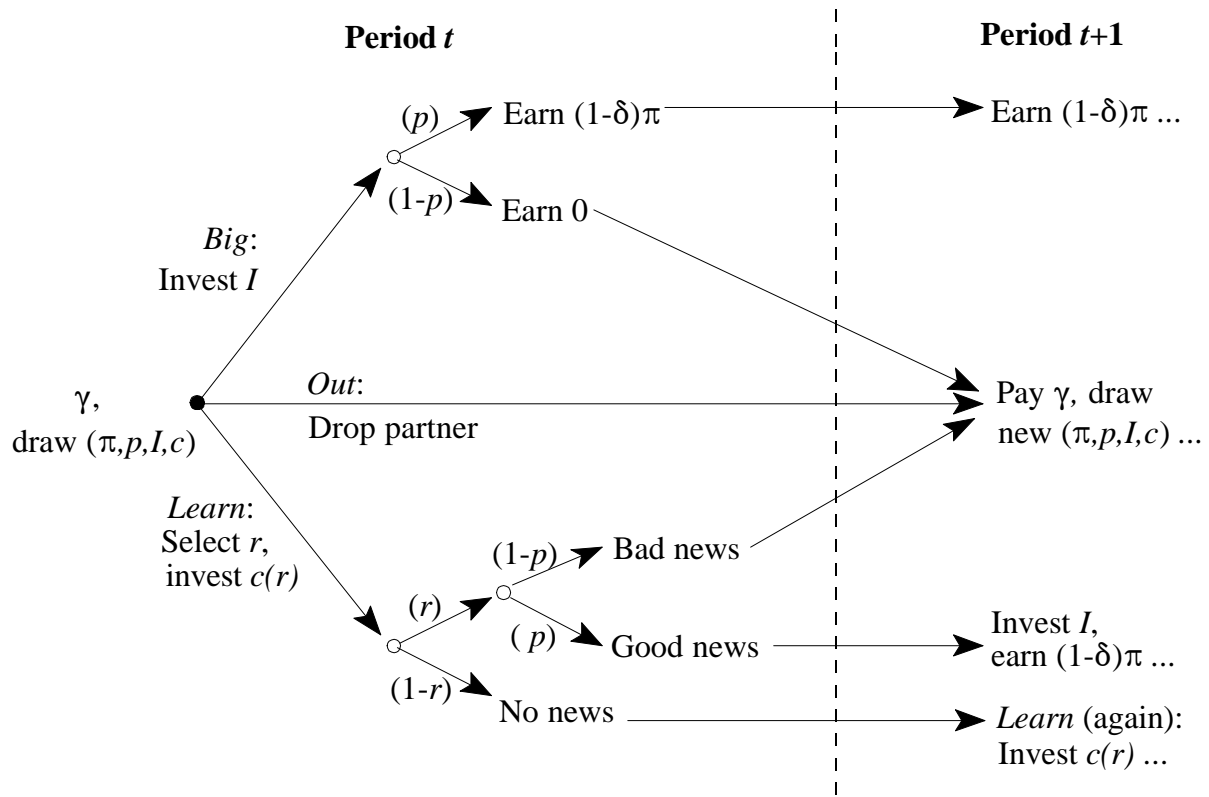 Period t
Period t+1
(p)
Earn (1-δ)π
Earn (1-δ)π ...
(1-p)
Earn 0
Big:
Invest I
γ,
draw (π,p,I,c)
Out:
Drop partner
Pay γ, draw
new (π,p,I,c) ...
Learn:
Select r,
invest c(r)
(1-p)
Bad news
(r)
( p)
Good news
Invest I,
earn (1-δ)π ...
(1-r)
No news
Learn (again):
Invest c(r) ...